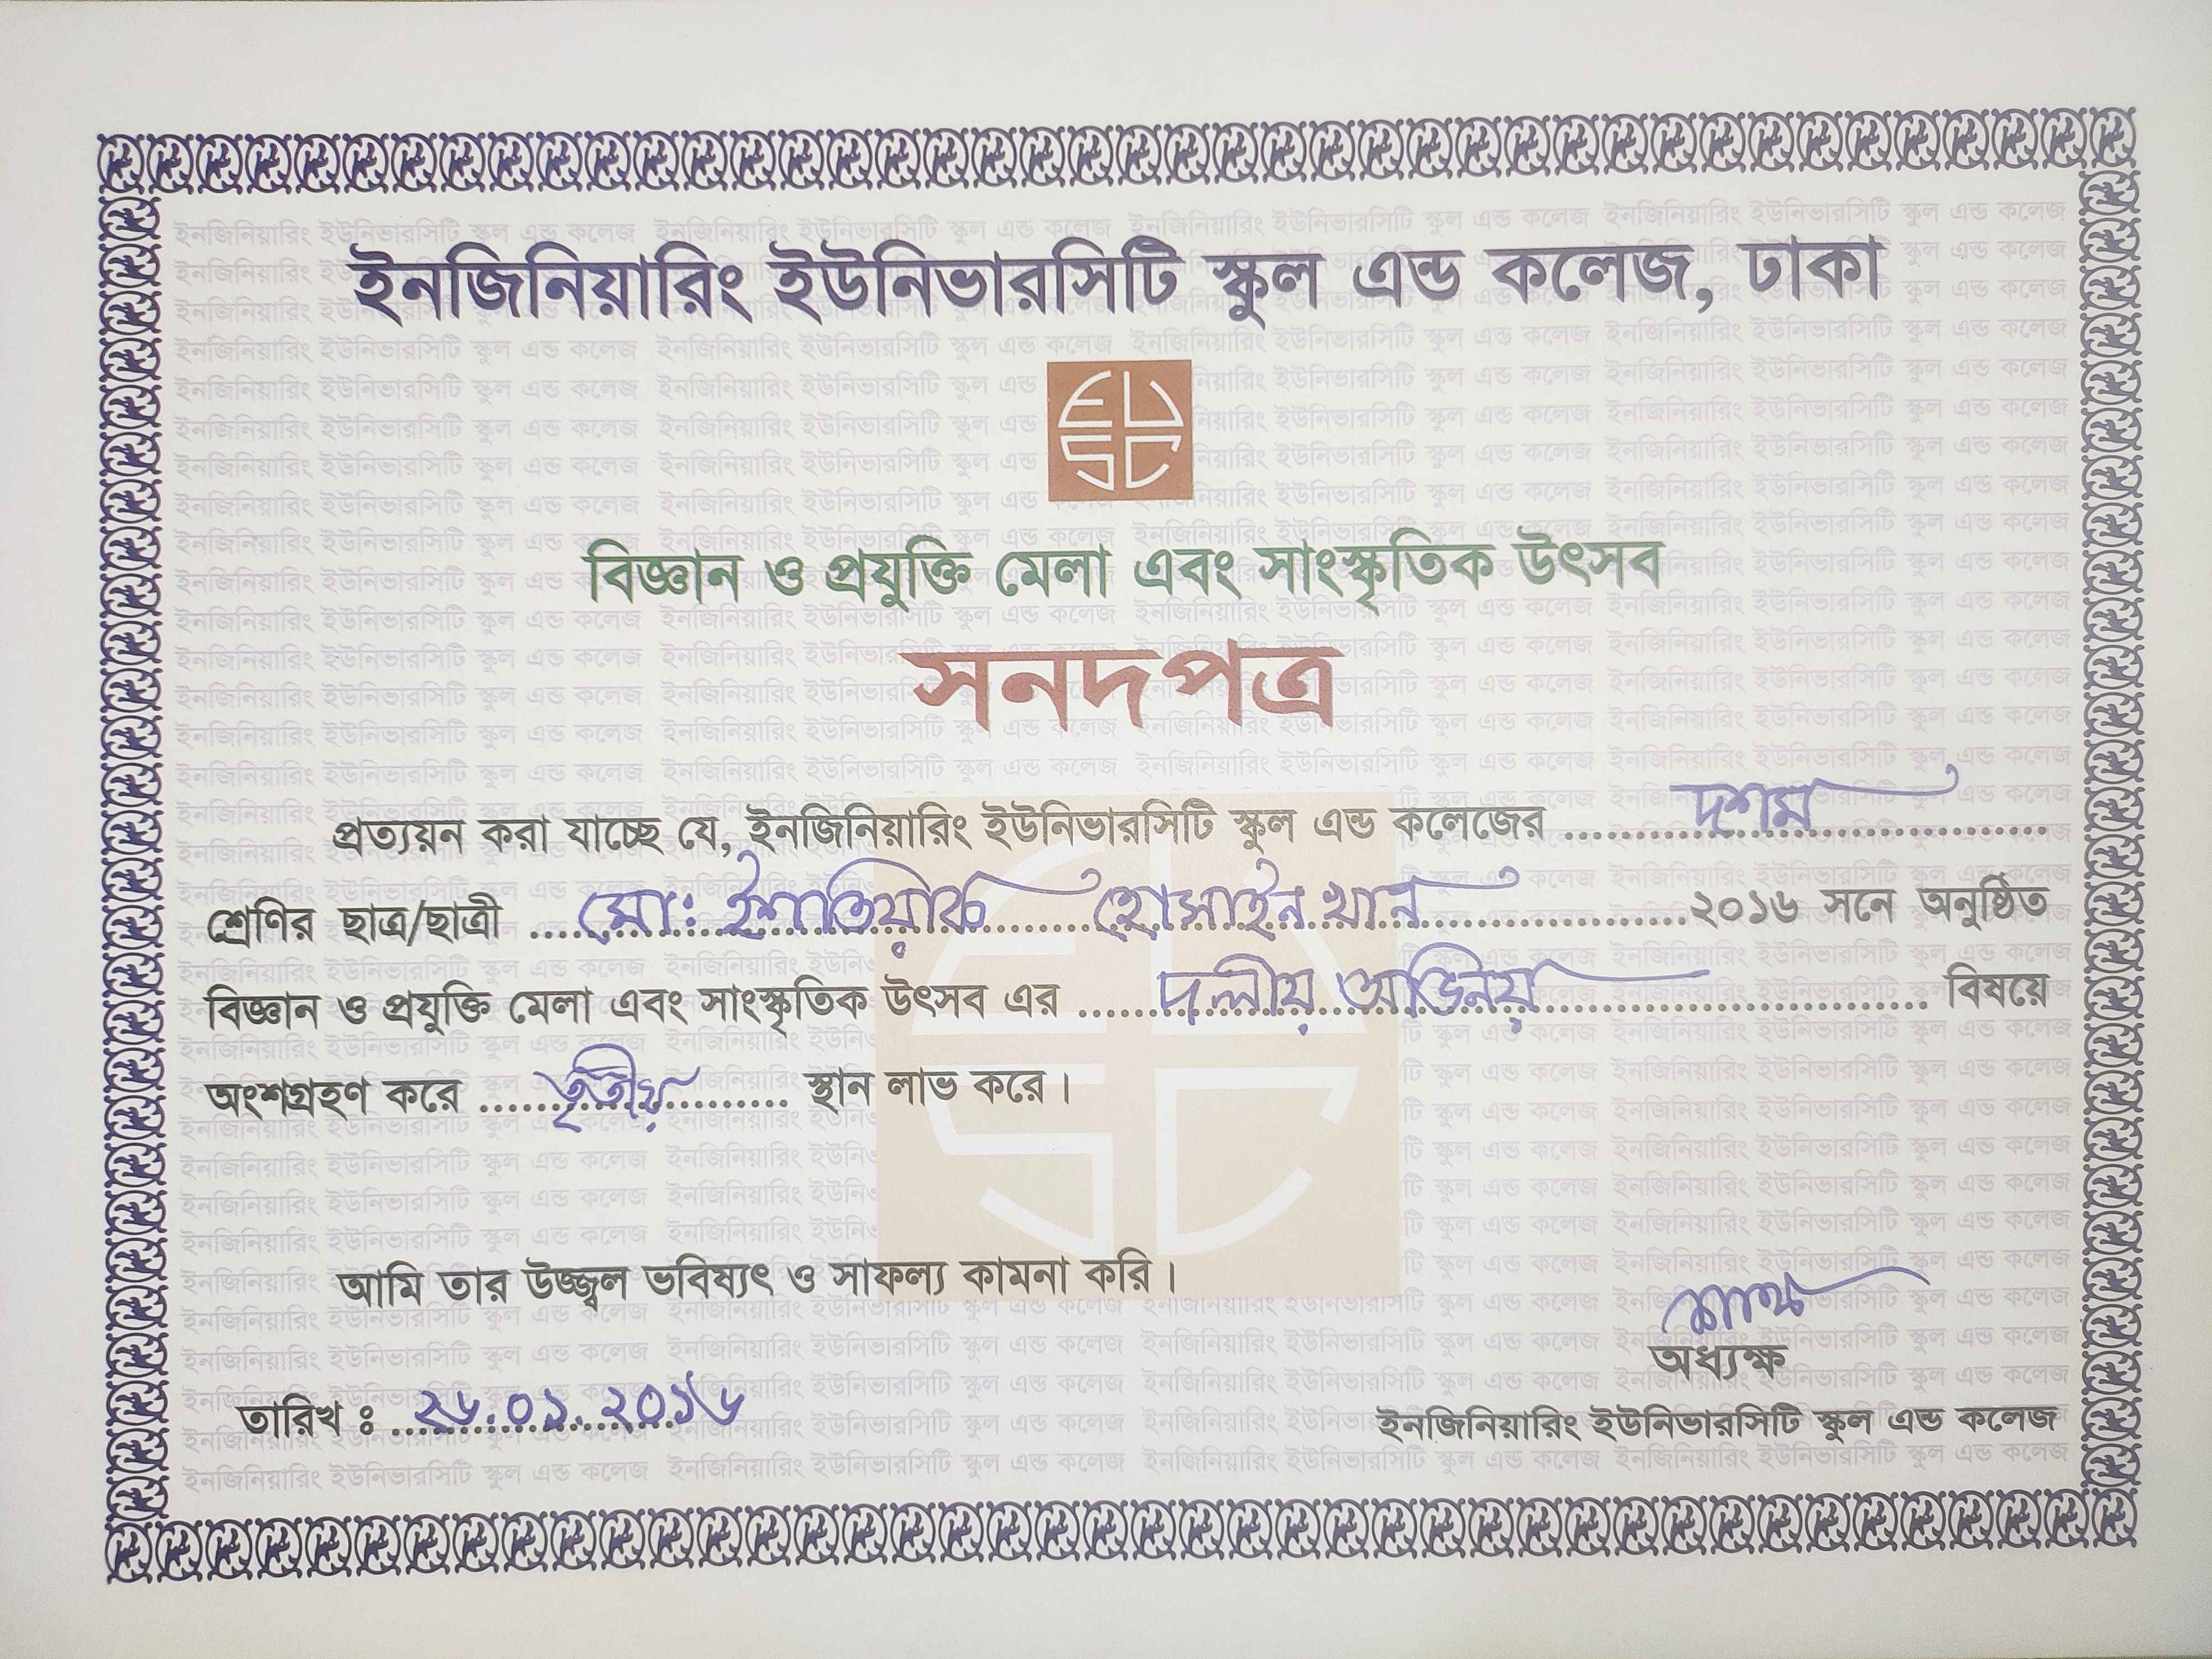 ইনজিনিয়ারিং ইউনিভারসিটি স্কুল এন্ড কলেজ, ঢাকা
EU
SC
বিজ্ঞান ও প্রযুক্তি মেলা এবং সাংস্কৃতিক উৎসব
সনদপত্র
প্রত্যয়ন করা যাচ্ছে যে, ইনজিনিয়ারিং ইউনিভারসিটি স্কুল এন্ড কলেজের দশম
শ্রেণির ছাত্র/ছাত্রী মো: ইশতিয়াক হোসাইন খান ২০১৬ সনে অনুষ্ঠিত
বিজ্ঞান ও প্রযুক্তি মেলা এবং সাংস্কৃতিক উৎসব এর দলীয় অভিনয় বিষয়ে
অংশগ্রহণ করে তৃতীয় স্থান লাভ করে।
আমি তার উজ্জ্বল ভবিষ্যৎ ও সাফল্য কামনা করি।
অধ্যক্ষ
তারিখ ঃ ২৬.০১.২০১৬
ইনজিনিয়ারিং ইউনিভারসিটি স্কুল এন্ড কলেজ